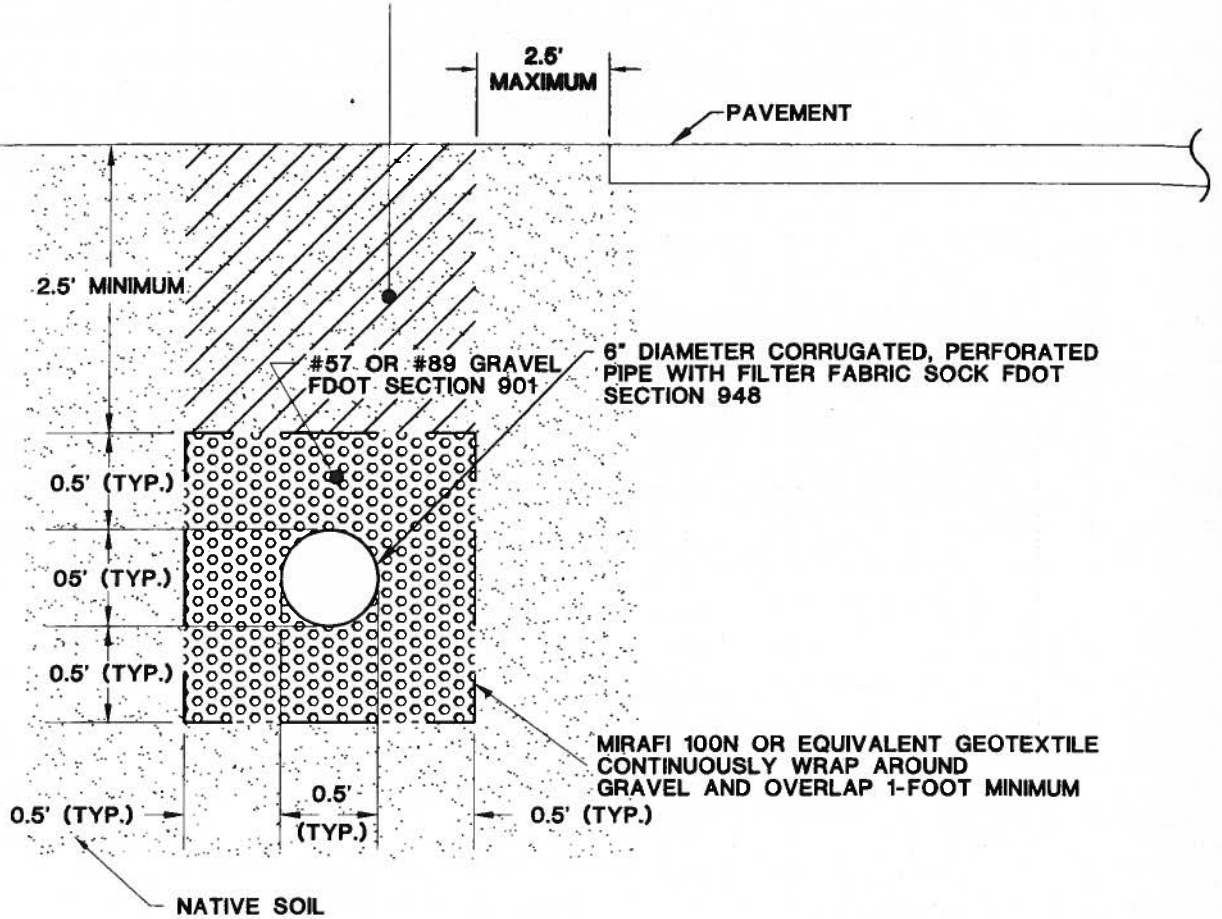 2.5'
MAXIMUM
PAVEMENT
2.5' MINIMUM
#57 OR #89 GRAVEL
FDOT SECTION 901
6" DIAMETER CORRUGATED, PERFORATED
PIPE WITH FILTER FABRIC SOCK FDOT
SECTION 948
0.5' (TYP.)
05' (TYP.)
0.5' (TYP.)
MIRAFI 100N OR EQUIVALENT GEOTEXTILE
CONTINUOUSLY WRAP AROUND
GRAVEL AND OVERLAP 1-FOOT MINIMUM
0.5' (TYP.)
0.5'
(TYP.)
0.5' (TYP.)
NATIVE SOIL